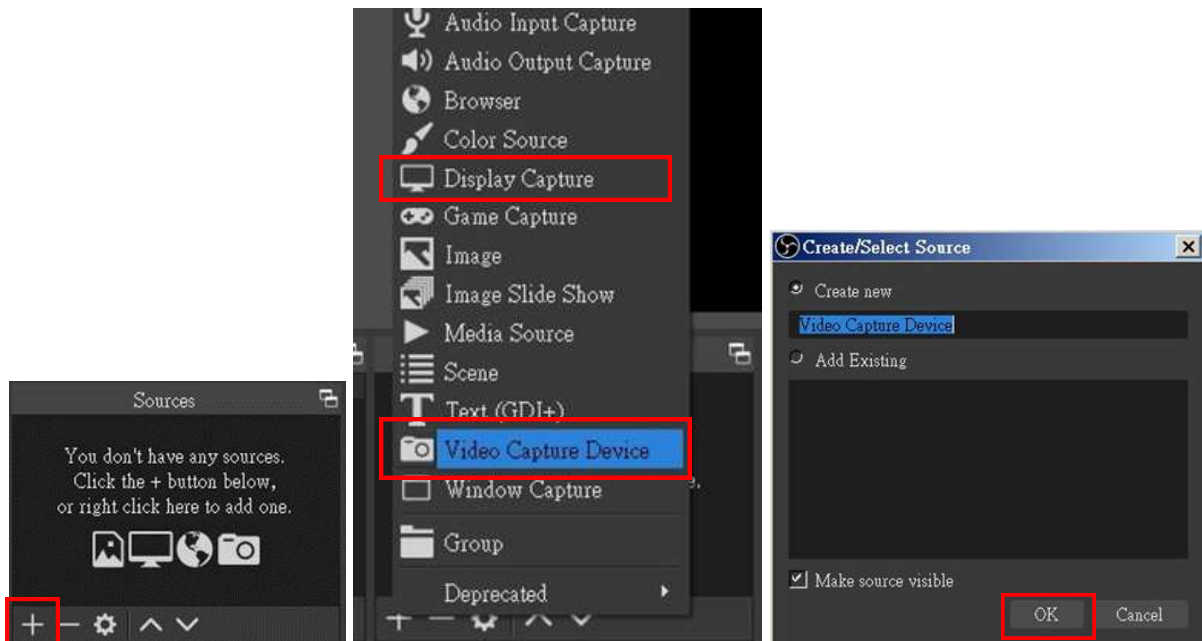 Sources
You don't have any sources.
Click the + button below,
or right click here to add one.
Audio Input Capture
Audio Output Capture
Browser
Color Source
Display Capture
Game Capture
Image
Image Slide Show
Media Source
Scene
Text (GDI+)
Video Capture Device
Window Capture
e.
Group
Deprecated
Create/Select Source
Create new
Video Capture Device
Add Existing
Make source visible
OK
Cancel